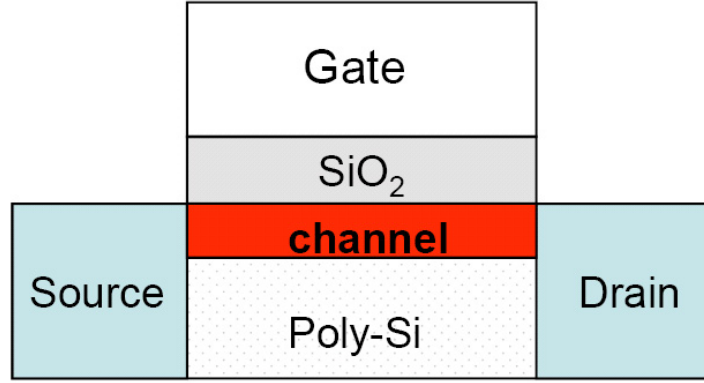 Gate
SiO₂
channel
Source
Drain
Poly-Si